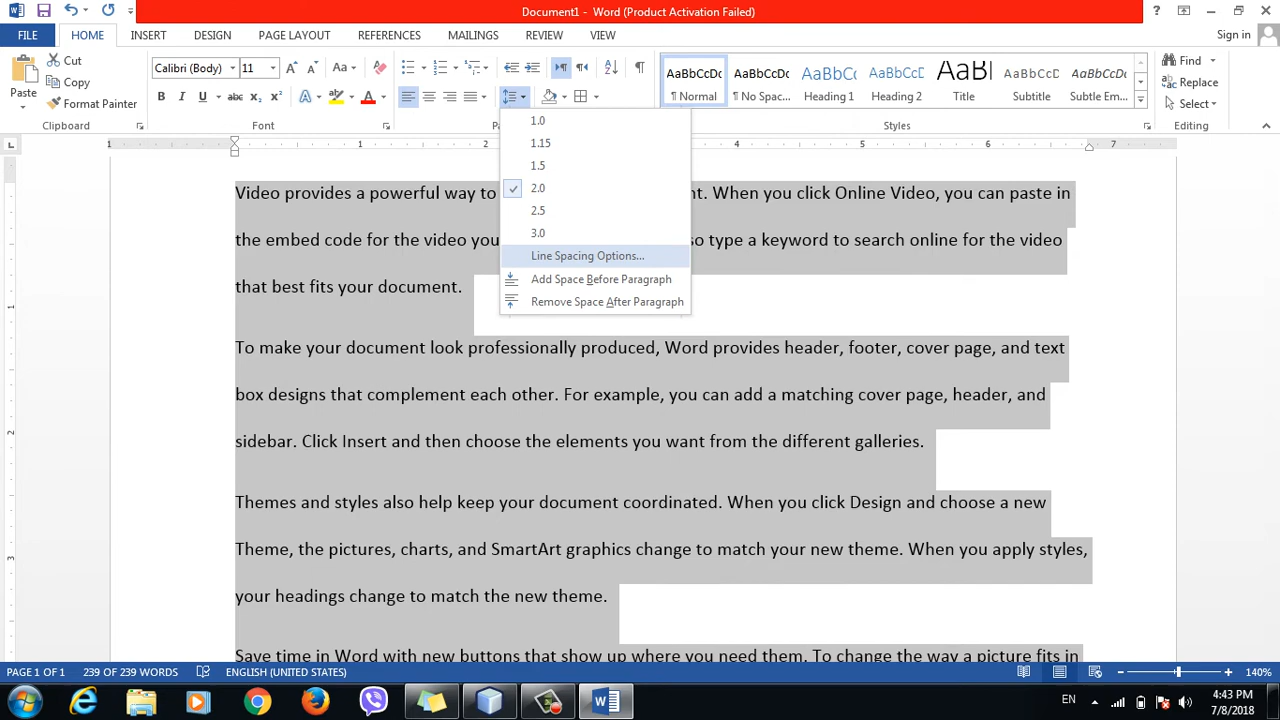 Document1 - Word (Product Activation Failed)
FILE HOME INSERT DESIGN PAGE LAYOUT REFERENCES MAILINGS REVIEW VIEW Sign in
Paste
Cut
Copy
Format Painter
Clipboard
Calibri (Body) 11
Font
AaBbCcDc AaBbCcDc AaBbC AaBbCcD AaB AaBbCcD AaBbCcD
¶ Normal ¶ No Spac... Heading 1 Heading 2 Title Subtitle Subtle Em...
Styles
Find
Replace
Select
Editing
1.0
1.15
1.5
2.0
2.5
3.0
Line Spacing Options...
Add Space Before Paragraph
Remove Space After Paragraph
Video provides a powerful way to
nt. When you click Online Video, you can paste in
the embed code for the video you
so type a keyword to search online for the video
that best fits your document.
To make your document look professionally produced, Word provides header, footer, cover page, and text
box designs that complement each other. For example, you can add a matching cover page, header, and
sidebar. Click Insert and then choose the elements you want from the different galleries.
Themes and styles also help keep your document coordinated. When you click Design and choose a new
Theme, the pictures, charts, and SmartArt graphics change to match your new theme. When you apply styles,
your headings change to match the new theme.
Save time in Word with new buttons that show up where you need them. To change the way a picture fits in
PAGE 1 OF 1 239 OF 239 WORDS ENGLISH (UNITED STATES) 140%
EN
4:43 PM
7/8/2018